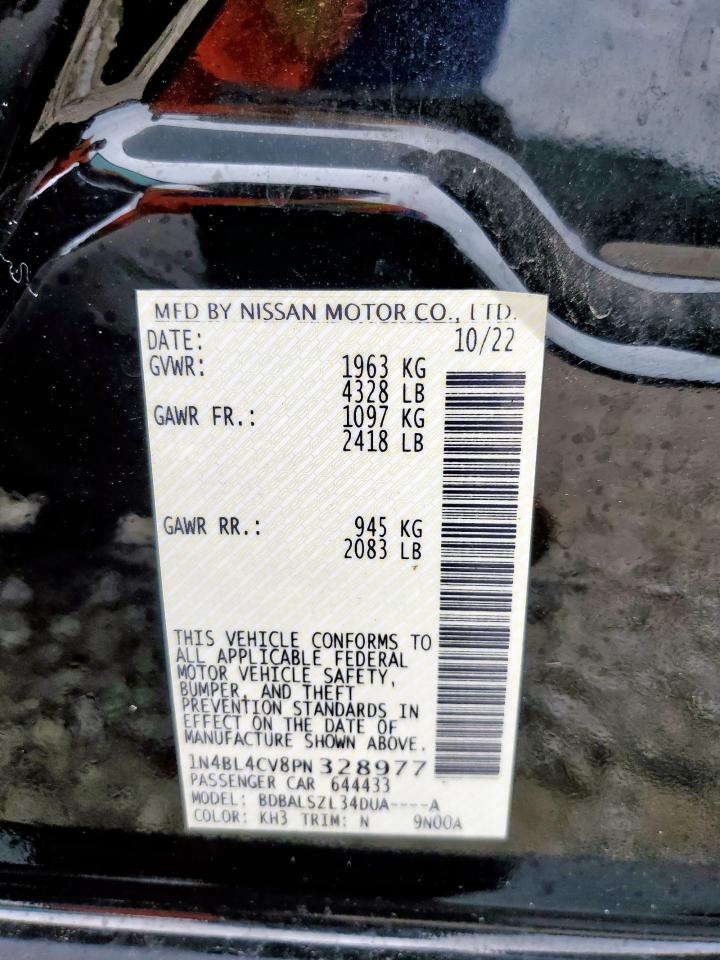 MFD BY NISSAN MOTOR CO., LTD.
DATE: 10/22
GVWR: 1963 KG
4328 LB
GAWR FR.: 1097 KG
2418 LB
GAWR RR.: 945 KG
2083 LB
THIS VEHICLE CONFORMS TO
ALL APPLICABLE FEDERAL
MOTOR VEHICLE SAFETY,
BUMPER, AND THEFT
PREVENTION STANDARDS IN
EFFECT ON THE DATE OF
MANUFACTURE SHOWN ABOVE.
1N4BL4CV8PN328977
PASSENGER CAR 644433
MODEL: BDBALSZL34DUA----A
COLOR: KH3 TRIM: N 9N00A